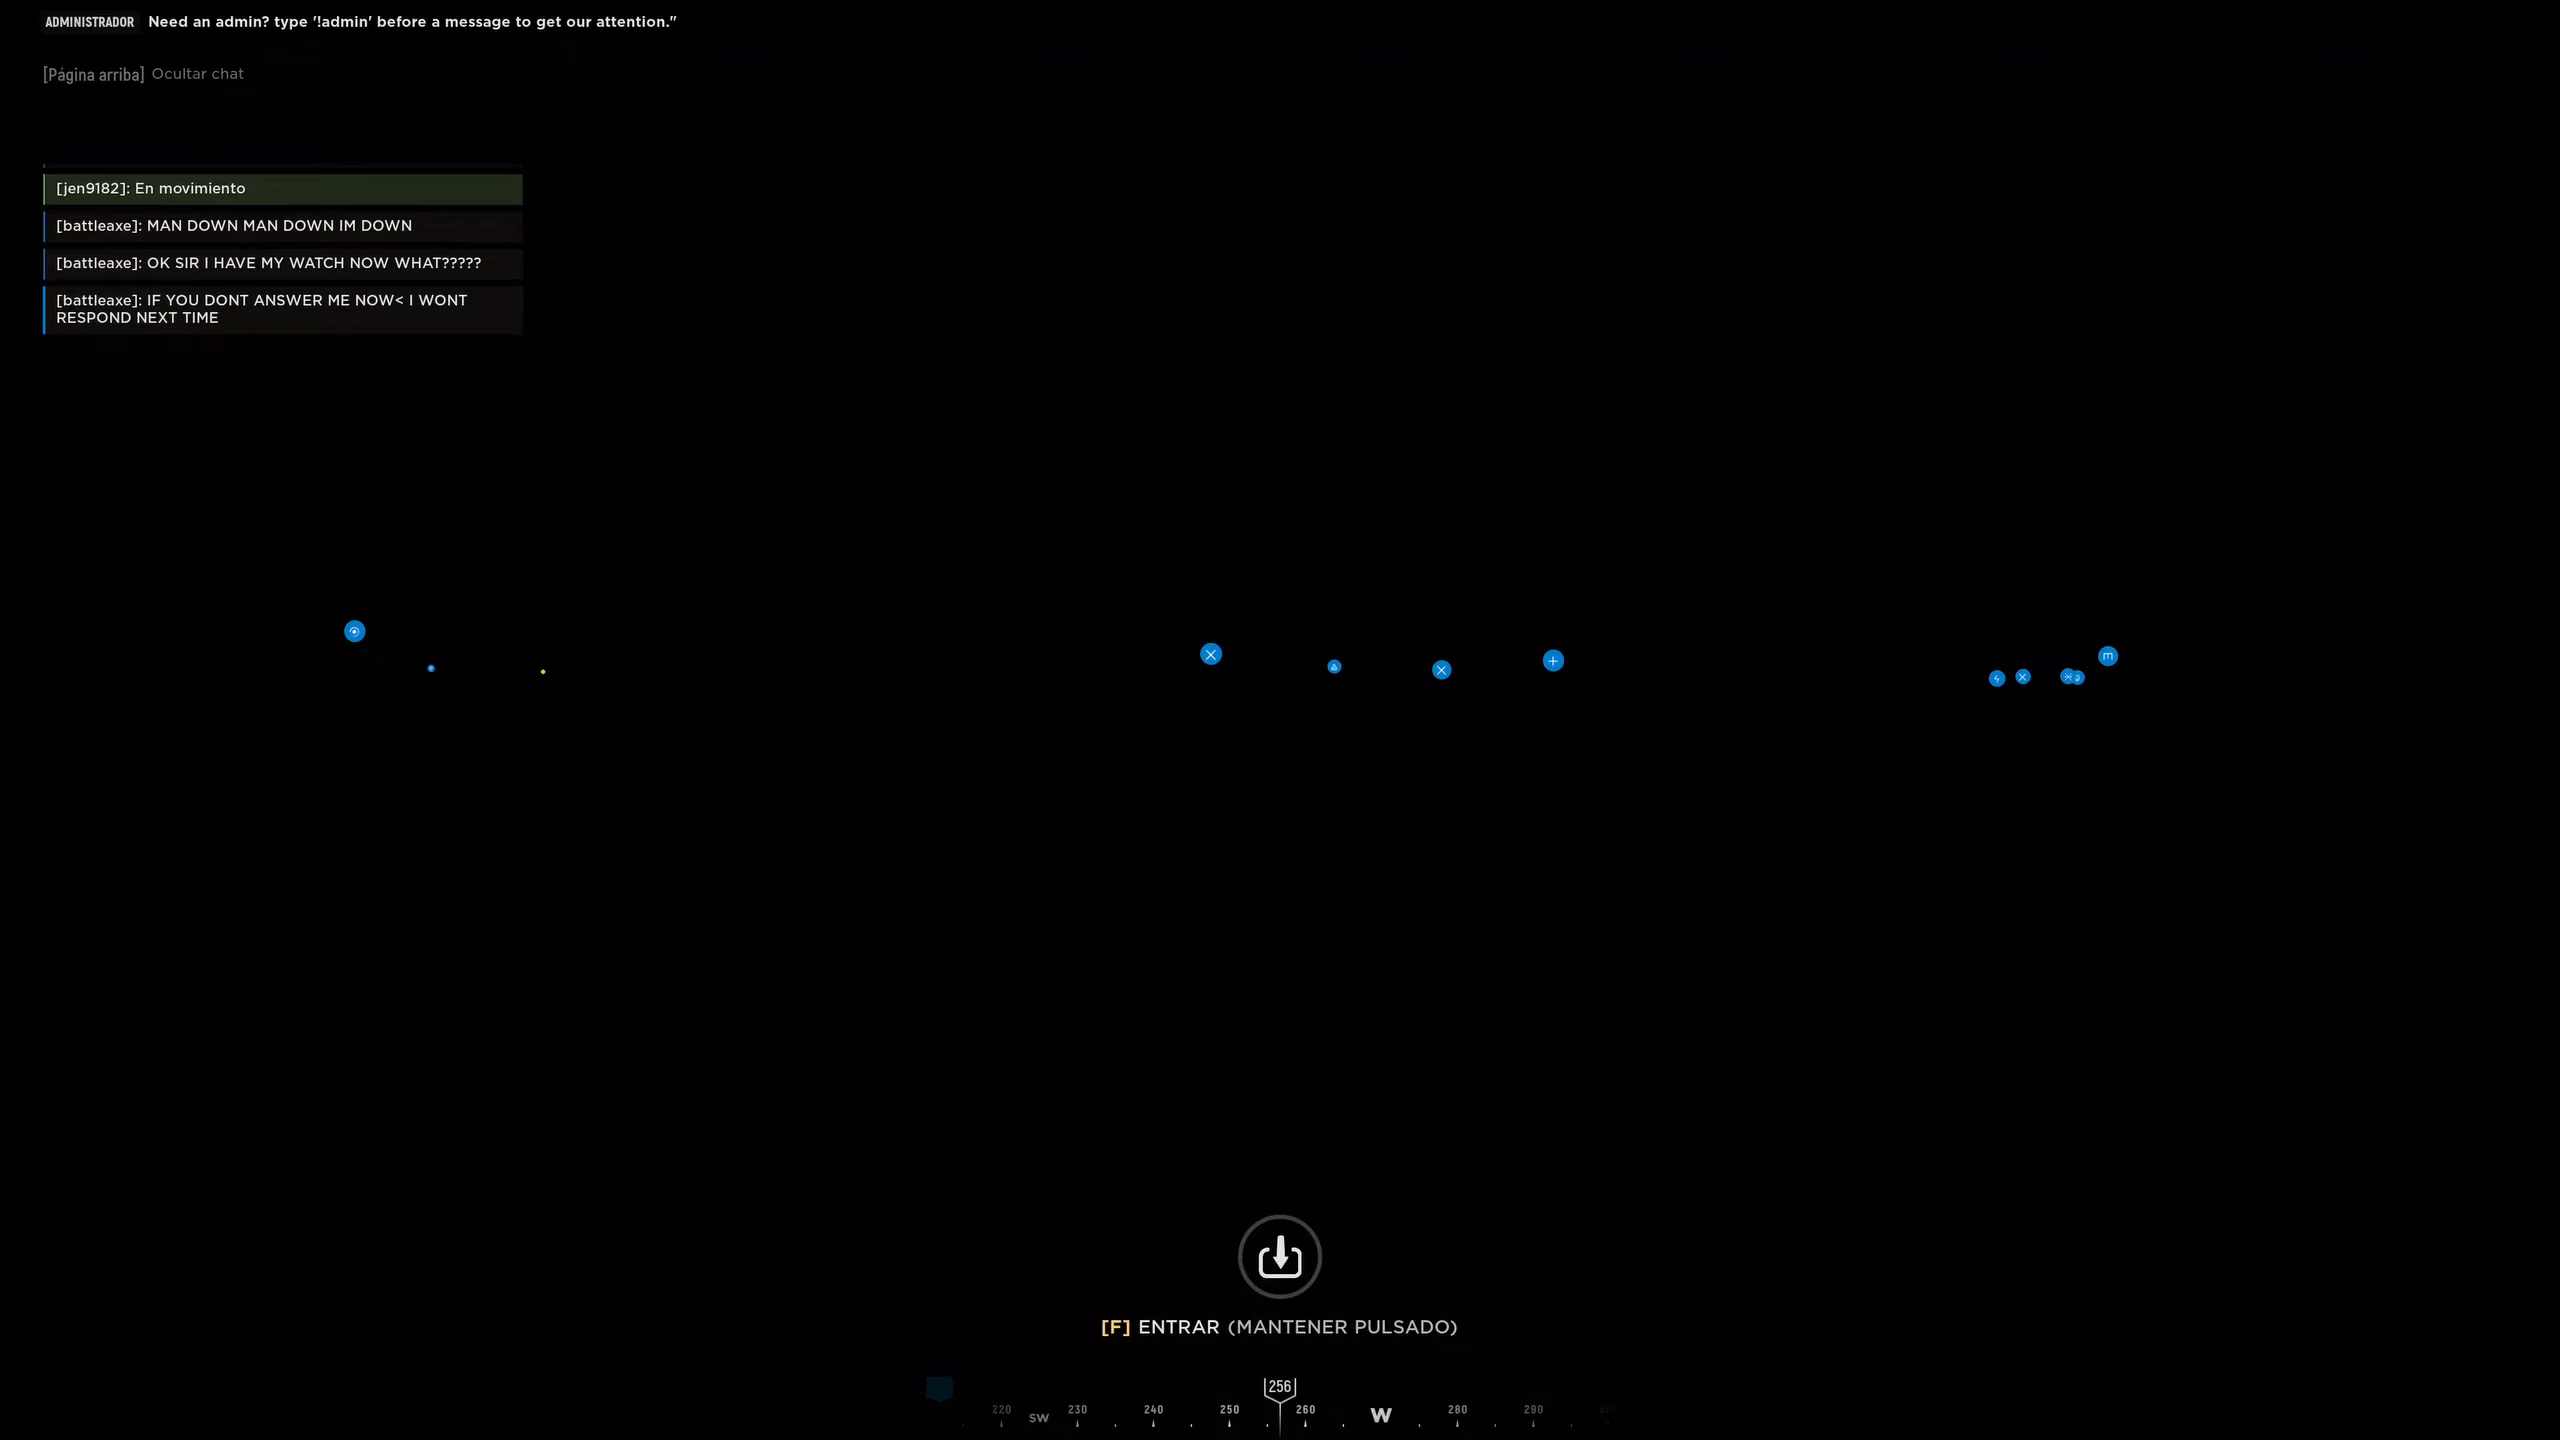 ADMINISTRADOR Need an admin? type '!admin' before a message to get our attention."
[Página arriba] Ocultar chat
[jen9182]: En movimiento
[battleaxe]: MAN DOWN MAN DOWN IM DOWN
[battleaxe]: OK SIR I HAVE MY WATCH NOW WHAT?????
[battleaxe]: IF YOU DONT ANSWER ME NOW< I WONT
RESPOND NEXT TIME
[F] ENTRAR (MANTENER PULSADO)
256
220 SW 230 240 250 260 W 280 290